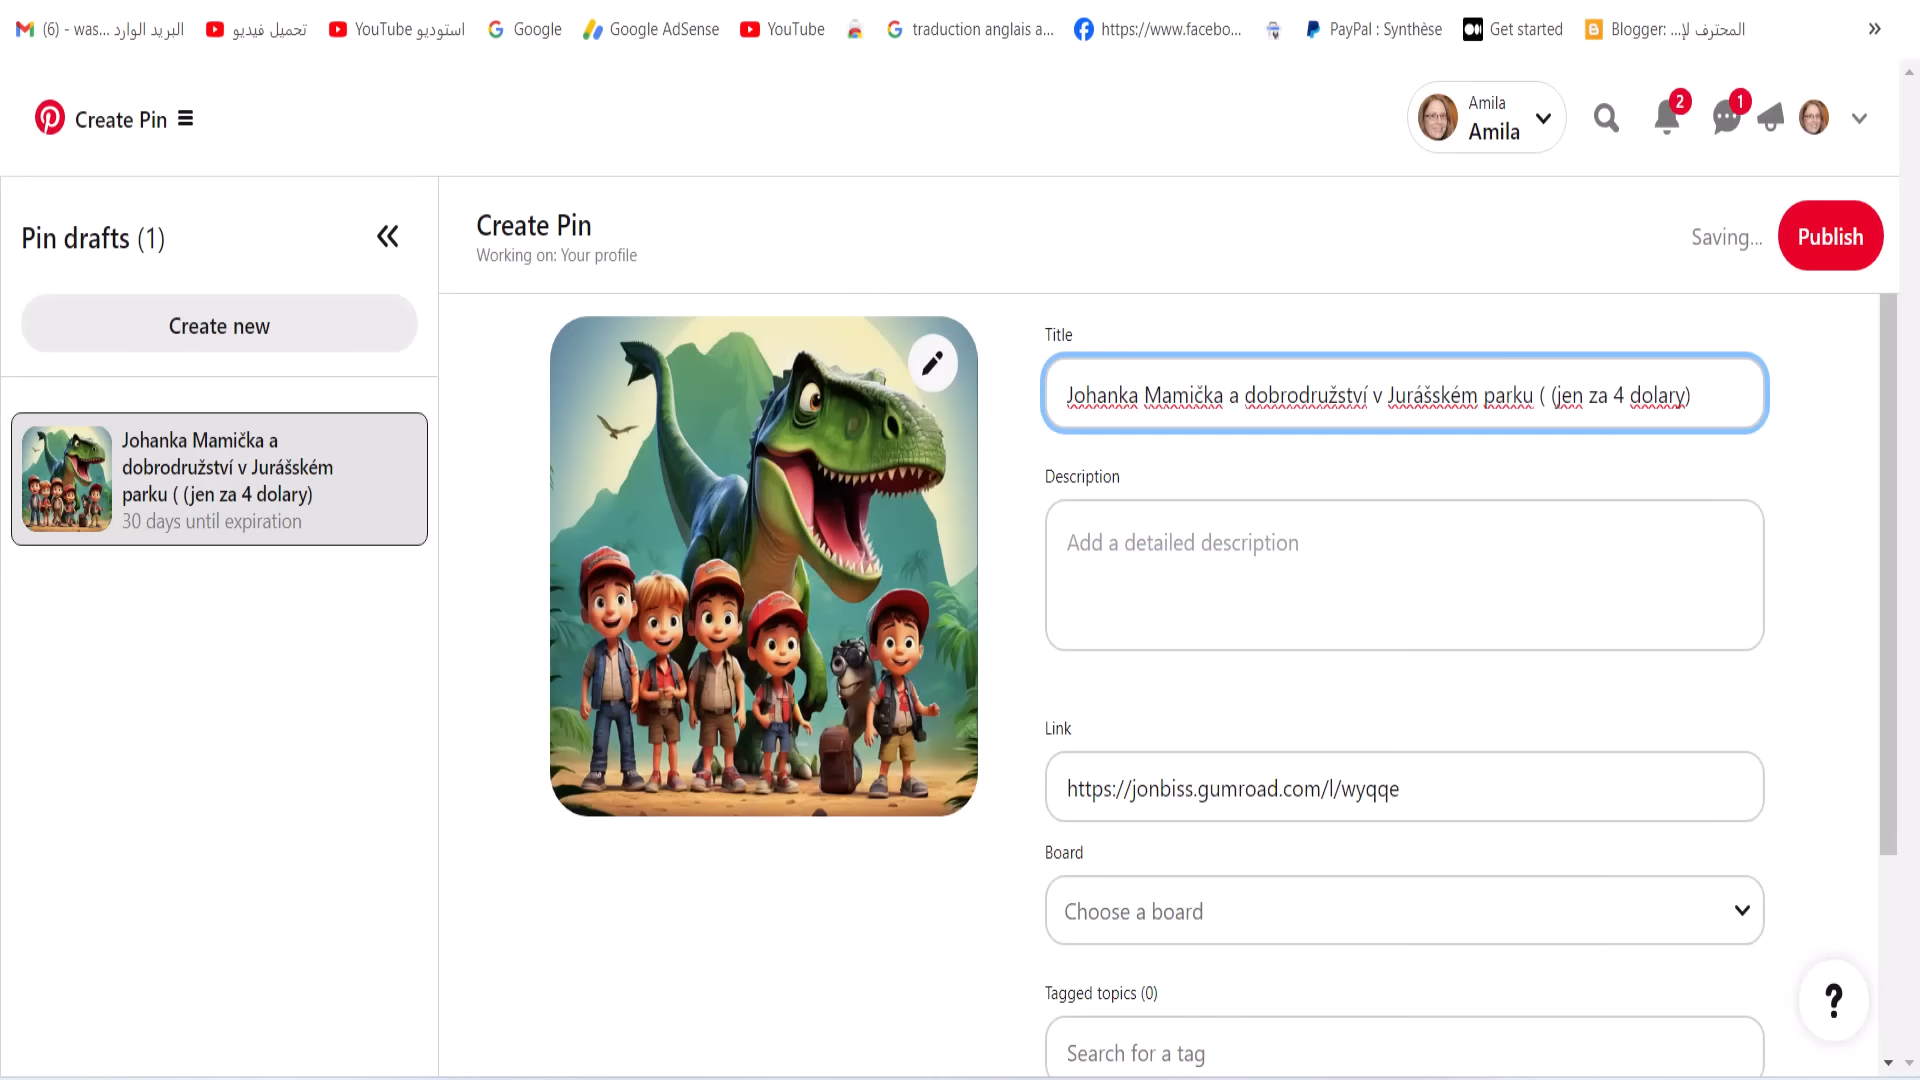 (6) - was... البريد الوارد
تحميل فيديو
استوديو YouTube
Google
Google AdSense
YouTube
traduction anglais a...
https://www.facebo...
PayPal : Synthèse
Get started
Blogger: ...المحترف لإ
»
Create Pin
Amila
Amila
2
1
Pin drafts (1)
Create new
Johanka Mamička a
dobrodružství v Jurášském
parku ( (jen za 4 dolary)
30 days until expiration
Create Pin
Working on: Your profile
Saving...
Publish
Title
Johanka Mamička a dobrodružství v Jurášském parku ( (jen za 4 dolary)
Description
Add a detailed description
Link
https://jonbiss.gumroad.com/l/wyqqe
Board
Choose a board
Tagged topics (0)
Search for a tag
?